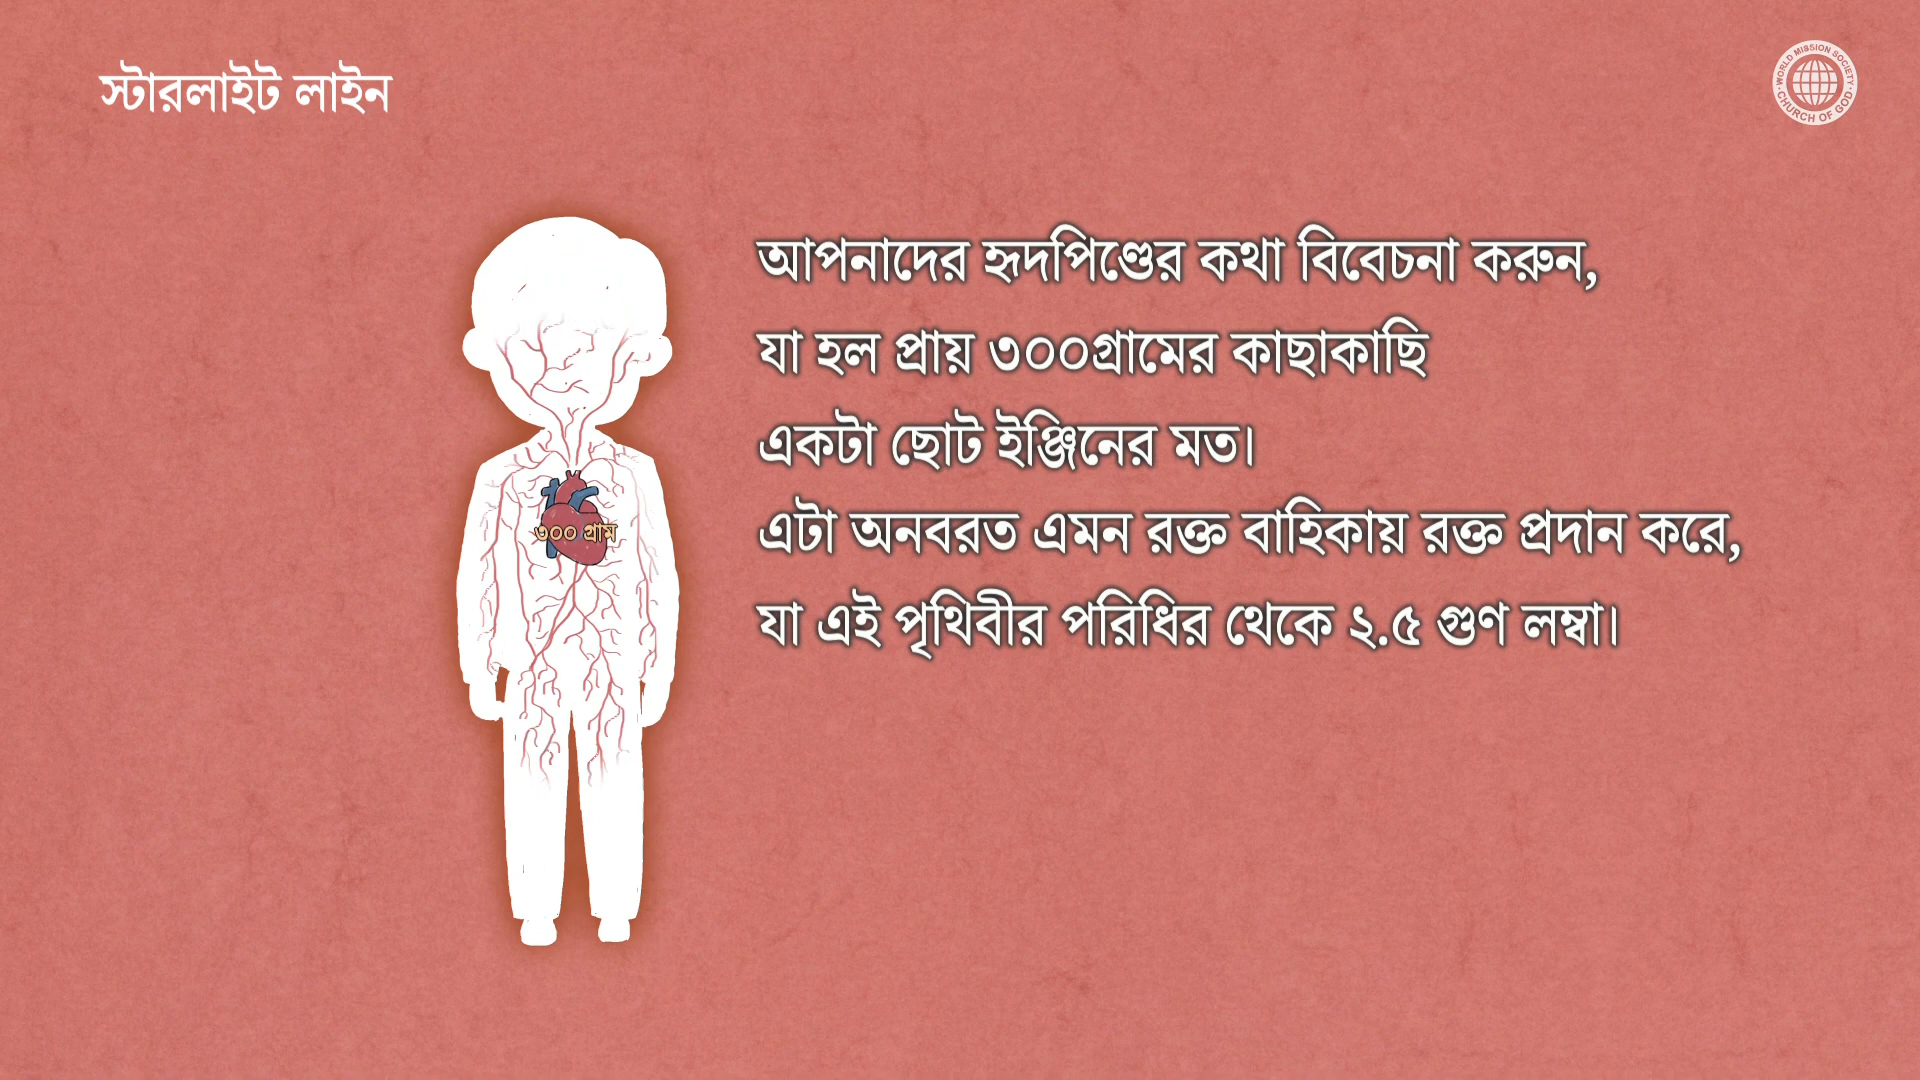 স্টারলাইট লাইন
WORLD MISSION SOCIETY
CHURCH OF GOD
আপনাদের হৃদপিণ্ডের কথা বিবেচনা করুন,
যা হল প্রায় ৩০০গ্রামের কাছাকাছি
একটা ছোট ইঞ্জিনের মত।
এটা অনবরত এমন রক্ত বাহিকায় রক্ত প্রদান করে,
যা এই পৃথিবীর পরিধির থেকে ২.৫ গুণ লম্বা।
৩০০ গ্রাম